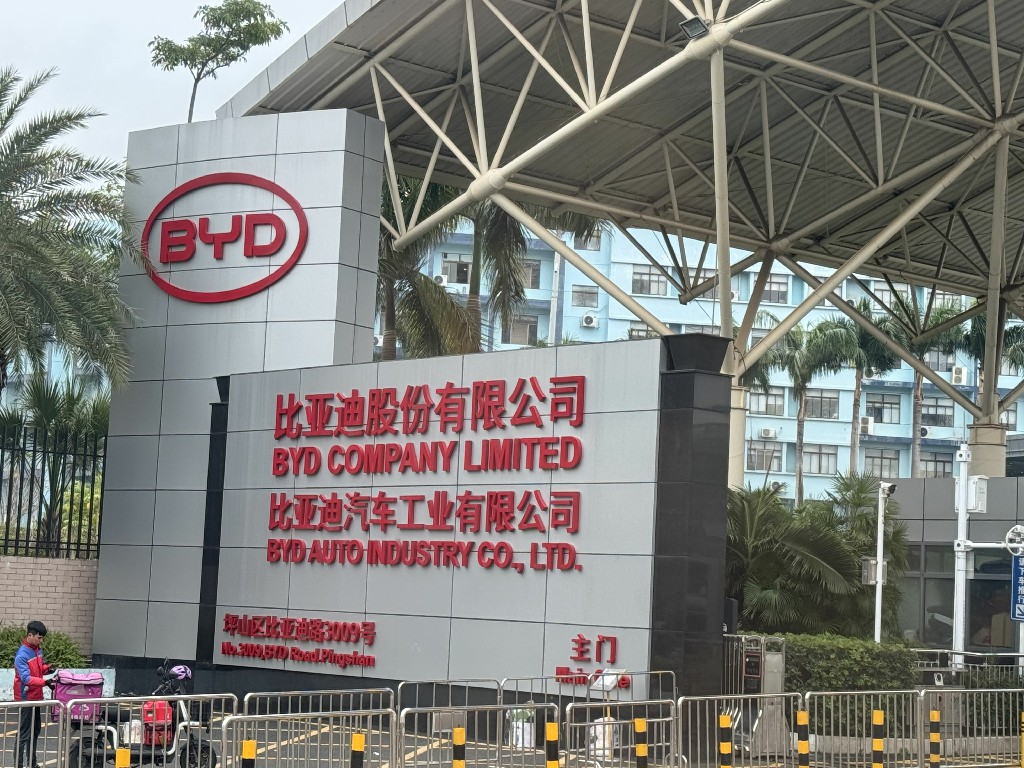 BYD
比亚迪股份有限公司
BYD COMPANY LIMITED
比亚迪汽车工业有限公司
BYD AUTO INDUSTRY CO., LTD.
坪山区比亚迪路3009号
No.3009,BYD Road,Pingshan
主门